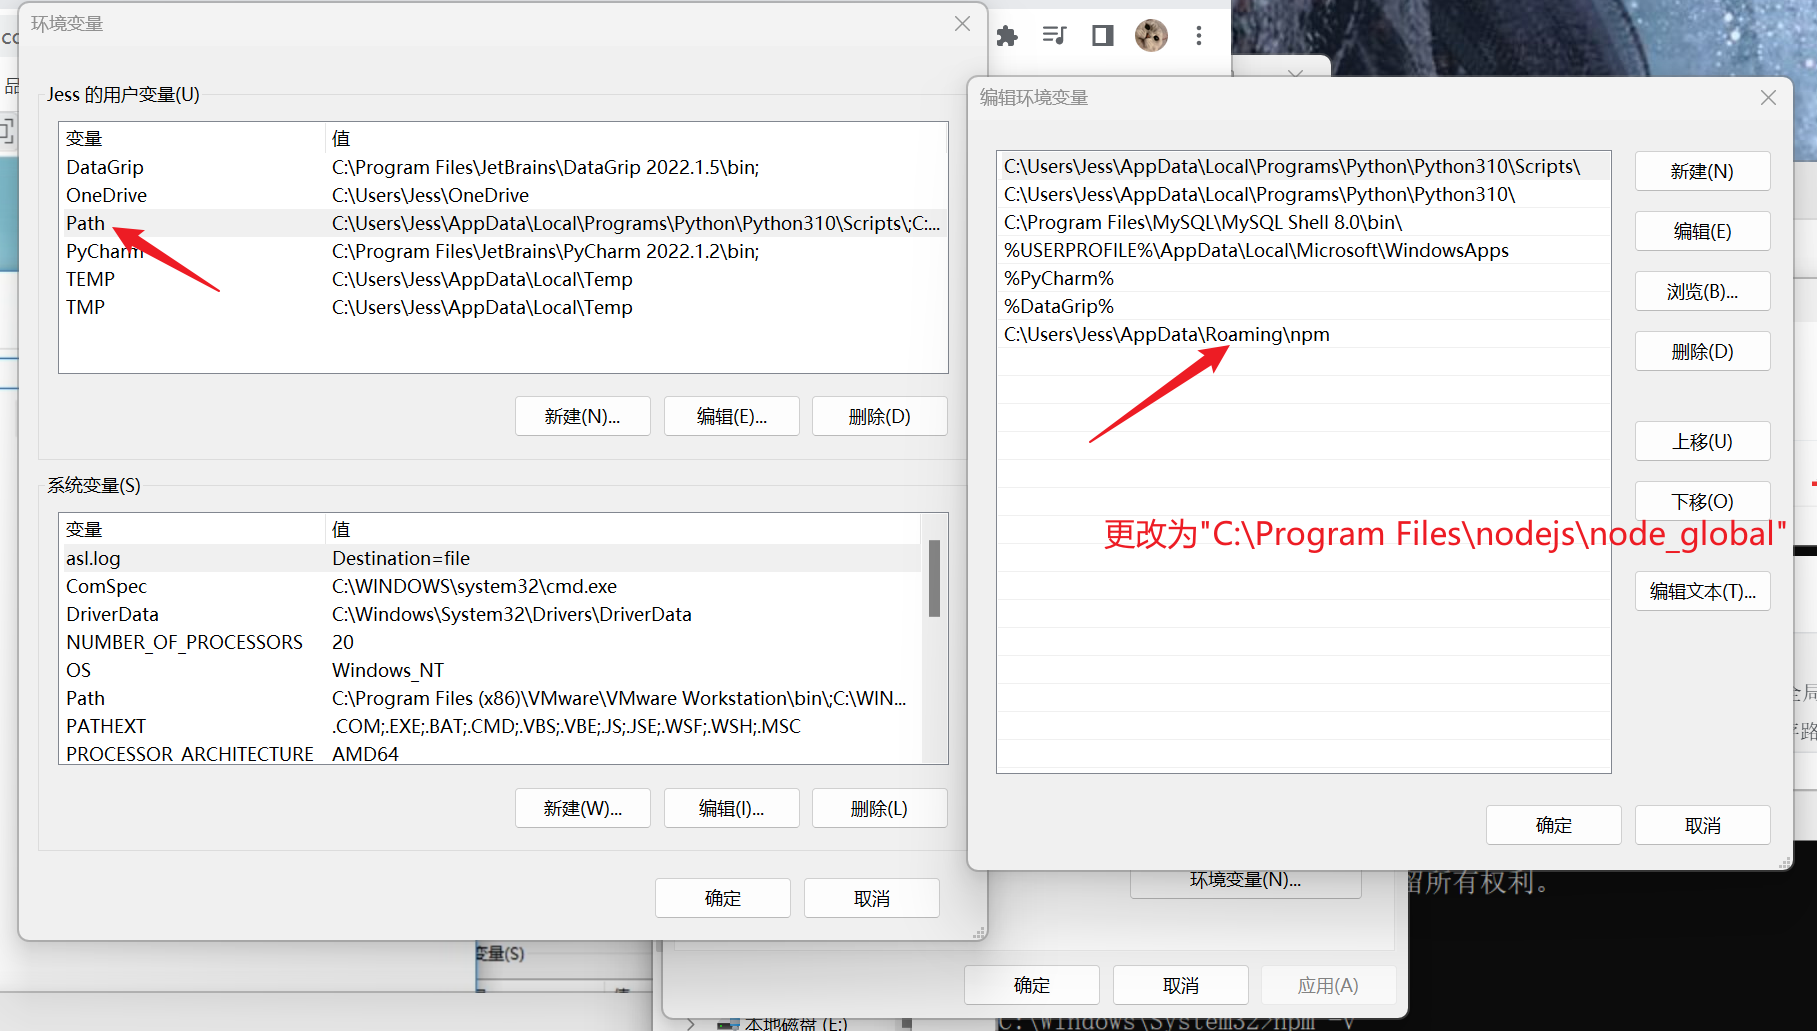 环境变量
Jess 的用户变量(U)
变量 值
DataGrip C:\Program Files\JetBrains\DataGrip 2022.1.5\bin;
OneDrive C:\Users\Jess\OneDrive
Path C:\Users\Jess\AppData\Local\Programs\Python\Python310\Scripts\;C:...
PyCharm C:\Program Files\JetBrains\PyCharm 2022.1.2\bin;
TEMP C:\Users\Jess\AppData\Local\Temp
TMP C:\Users\Jess\AppData\Local\Temp
新建(N)... 编辑(E)... 删除(D)
系统变量(S)
变量 值
asl.log Destination=file
ComSpec C:\WINDOWS\system32\cmd.exe
DriverData C:\Windows\System32\Drivers\DriverData
NUMBER_OF_PROCESSORS 20
OS Windows_NT
Path C:\Program Files (x86)\VMware\VMware Workstation\bin\;C:\WIN...
PATHEXT .COM;.EXE;.BAT;.CMD;.VBS;.VBE;.JS;.JSE;.WSF;.WSH;.MSC
PROCESSOR_ARCHITECTURE AMD64
新建(W)... 编辑(I)... 删除(L)
确定 取消
编辑环境变量
C:\Users\Jess\AppData\Local\Programs\Python\Python310\Scripts\
C:\Users\Jess\AppData\Local\Programs\Python\Python310\
C:\Program Files\MySQL\MySQL Shell 8.0\bin\
%USERPROFILE%\AppData\Local\Microsoft\WindowsApps
%PyCharm%
%DataGrip%
C:\Users\Jess\AppData\Roaming\npm
新建(N)
编辑(E)
浏览(B)...
删除(D)
上移(U)
下移(O)
更改为"C:\Program Files\nodejs\node_global"
编辑文本(T)...
确定 取消
环境变量(N)...
留所有权利。
变量(S)
确定 取消 应用(A)
本地磁盘 (E:)
C:\Windows\System32>npm -v